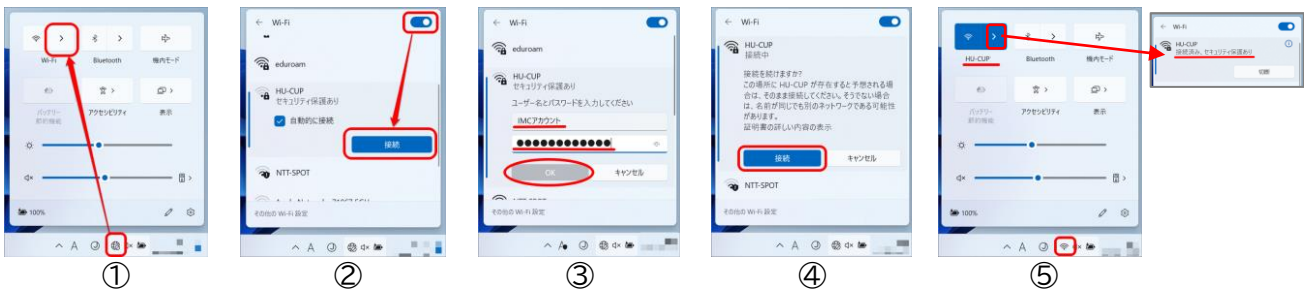 Wi-Fi
Bluetooth
機内モード
バッテリー
節約機能
アクセシビリティ
表示
100%
A
①
Wi-Fi
eduroam
HU-CUP
セキュリティ保護あり
自動的に接続
接続
NTT-SPOT
その他の Wi-Fi 設定
A
②
Wi-Fi
eduroam
HU-CUP
セキュリティ保護あり
ユーザー名とパスワードを入力してください
IMCアカウント
OK
キャンセル
その他の Wi-Fi 設定
A
③
Wi-Fi
HU-CUP
接続中
接続を続けますか?
この場所に HU-CUP が存在すると予想される場
合は、そのまま接続してください。そうでない場合
は、名前が同じでも別のネットワークである可能性
があります。
証明書の詳しい内容の表示
接続
キャンセル
NTT-SPOT
その他の Wi-Fi 設定
A
④
HU-CUP
Bluetooth
機内モード
バッテリー
節約機能
アクセシビリティ
表示
100%
A
⑤
Wi-Fi
HU-CUP
接続済み、セキュリティ保護あり
切断